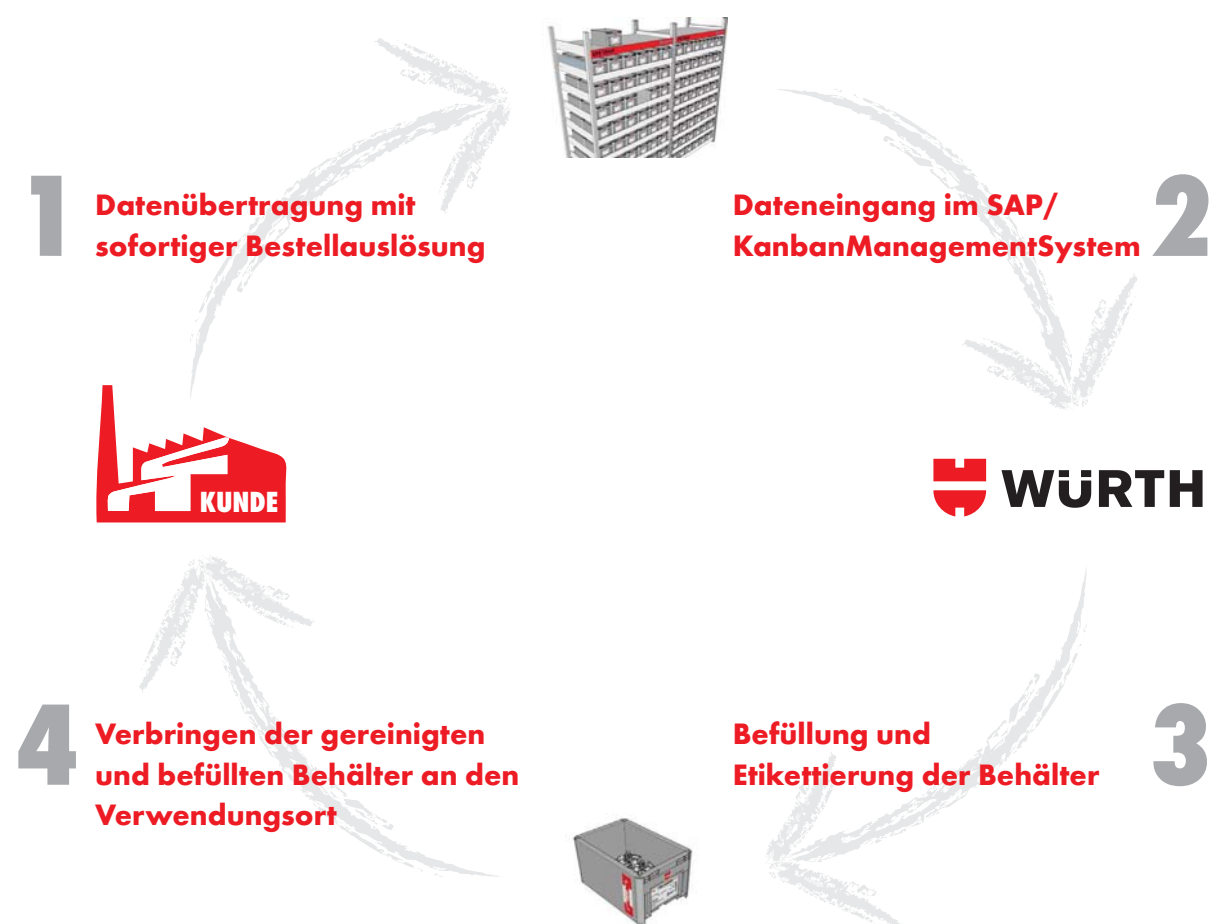 1
Datenübertragung mit
sofortiger Bestellauslösung
2
Dateneingang im SAP/
KanbanManagementSystem
KUNDE
WÜRTH
3
Befüllung und
Etikettierung der Behälter
4
Verbringen der gereinigten
und befüllten Behälter an den
Verwendungsort